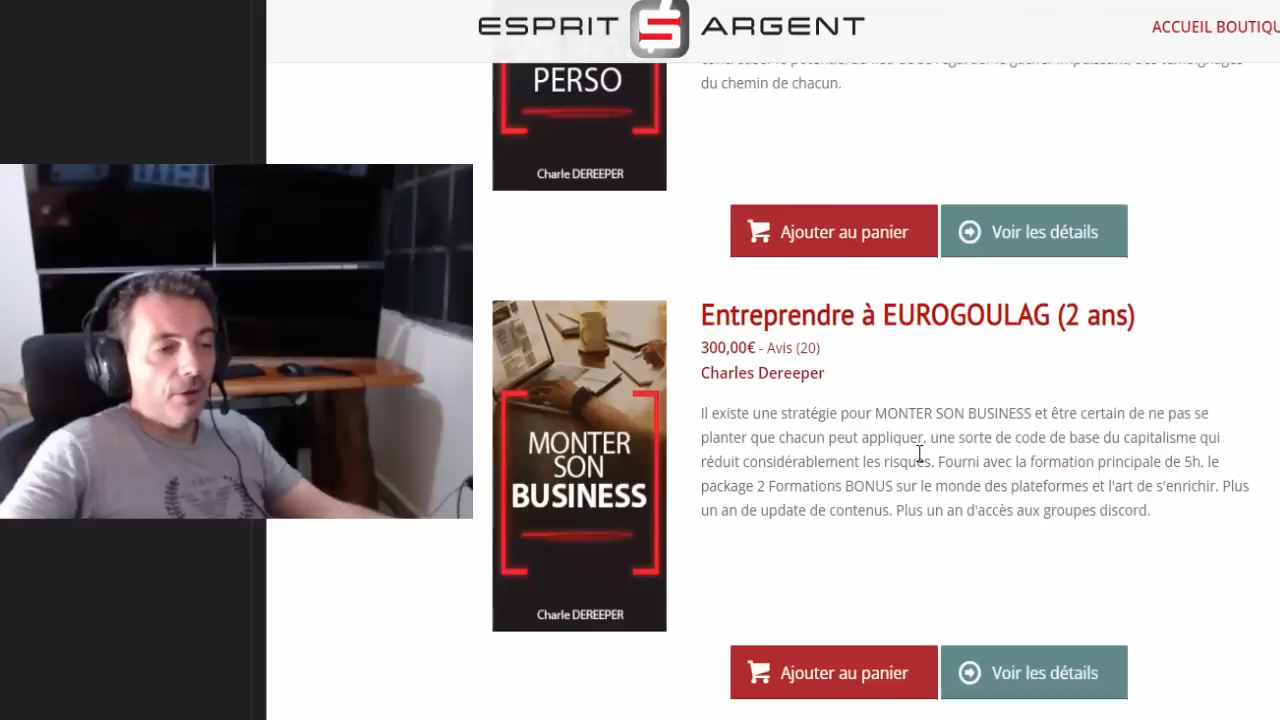 ESPRIT $ ARGENT
ACCUEIL BOUTIQU
PERSO
du chemin de chacun.
Charle DEREEPER
Ajouter au panier
Voir les détails
Entreprendre à EUROGOULAG (2 ans)
300,00€ - Avis (20)
Charles Dereeper
Il existe une stratégie pour MONTER SON BUSINESS et être certain de ne pas se
planter que chacun peut appliquer, une sorte de code de base du capitalisme qui
réduit considérablement les risques. Fourni avec la formation principale de 5h, le
package 2 Formations BONUS sur le monde des plateformes et l'art de s'enrichir. Plus
un an de update de contenus. Plus un an d'accès aux groupes discord.
MONTER
SON
BUSINESS
Charle DEREEPER
Ajouter au panier
Voir les détails